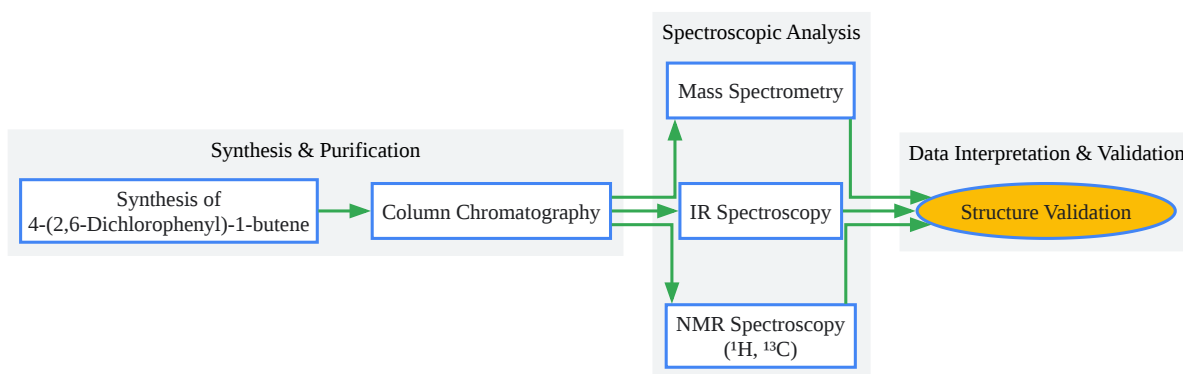 Synthesis & Purification
Synthesis of
4-(2,6-Dichlorophenyl)-1-butene
Column Chromatography
Spectroscopic Analysis
Mass Spectrometry
IR Spectroscopy
NMR Spectroscopy
(¹H, ¹³C)
Data Interpretation & Validation
Structure Validation